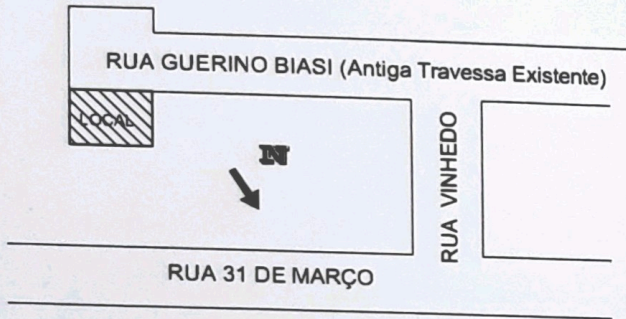 RUA GUERINO BIASI (Antiga Travessa Existente)
LOCAL
N
RUA VINHEDO
RUA 31 DE MARÇO